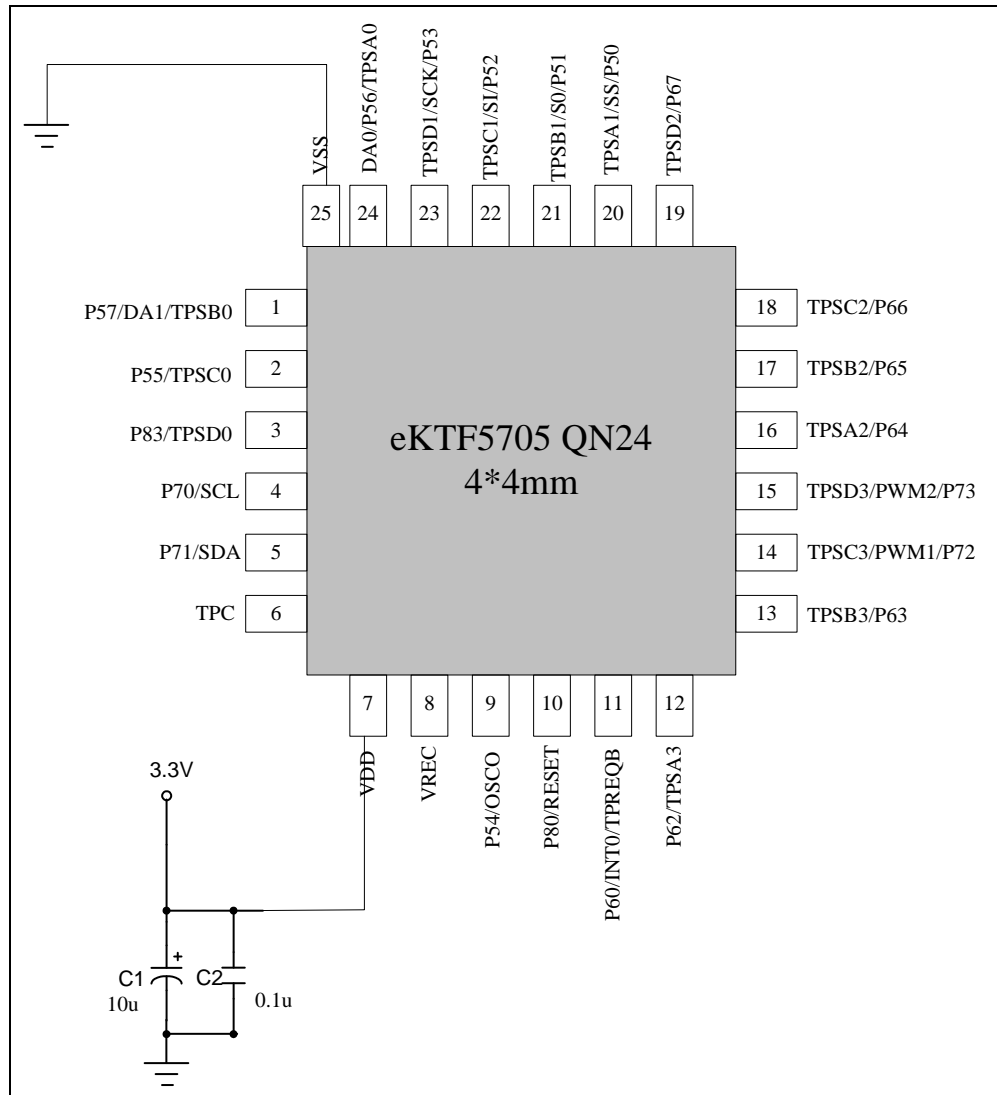 VSS
DA0/P56/TPSA0
TPSD1/SCK/P53
TPSC1/SI/P52
TPSB1/S0/P51
TPSA1/SS/P50
TPSD2/P67
25
24
23
22
21
20
19
P57/DA1/TPSB0
1
P55/TPSC0
2
P83/TPSD0
3
P70/SCL
4
P71/SDA
5
TPC
6
eKTF5705 QN24
4*4mm
18
TPSC2/P66
17
TPSB2/P65
16
TPSA2/P64
15
TPSD3/PWM2/P73
14
TPSC3/PWM1/P72
13
TPSB3/P63
7
8
9
10
11
12
VDD
VREC
P54/OSCO
P80/RESET
P60/INT0/TPREQB
P62/TPSA3
3.3V
+
C1
10u
C2
0.1u